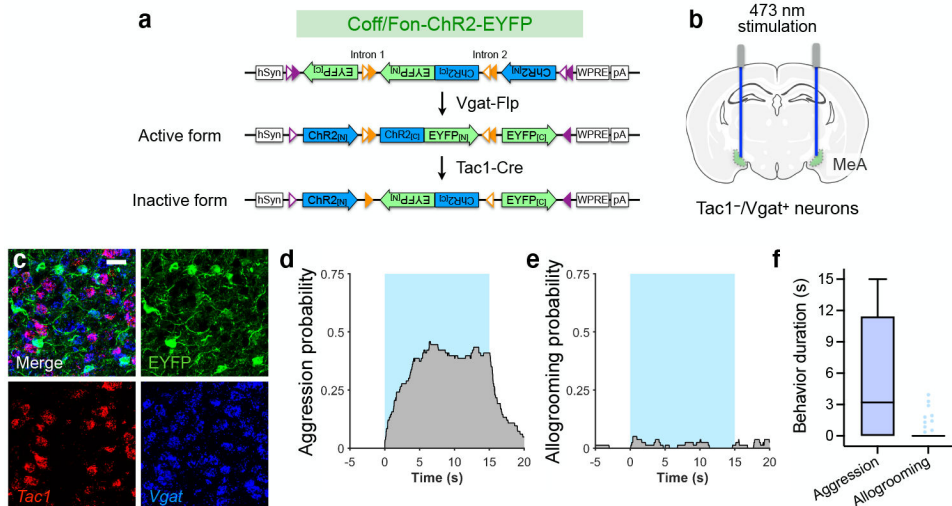 a
Coff/Fon-ChR2-EYFP
Intron 1
Intron 2
hSyn
EYFP[C]
EYFP[N]
ChR2[C]
ChR2[N]
WPRE
pA
Vgat-Flp
Active form
hSyn
ChR2[N]
ChR2[C]
EYFP[N]
EYFP[C]
WPRE
pA
Tac1-Cre
Inactive form
hSyn
ChR2[N]
EYFP[N]
ChR2[C]
EYFP[C]
WPRE
pA
b
473 nm
stimulation
MeA
Tac1⁻/Vgat⁺ neurons
c
Merge
EYFP
Tac1
Vgat
d
Aggression probability
0.75
0.5
0.25
0
-5
0
5
10
15
20
Time (s)
e
Allogrooming probability
0.75
0.5
0.25
0
-5
0
5
10
15
20
Time (s)
f
Behavior duration (s)
15
12
9
6
3
0
Aggression
Allogrooming